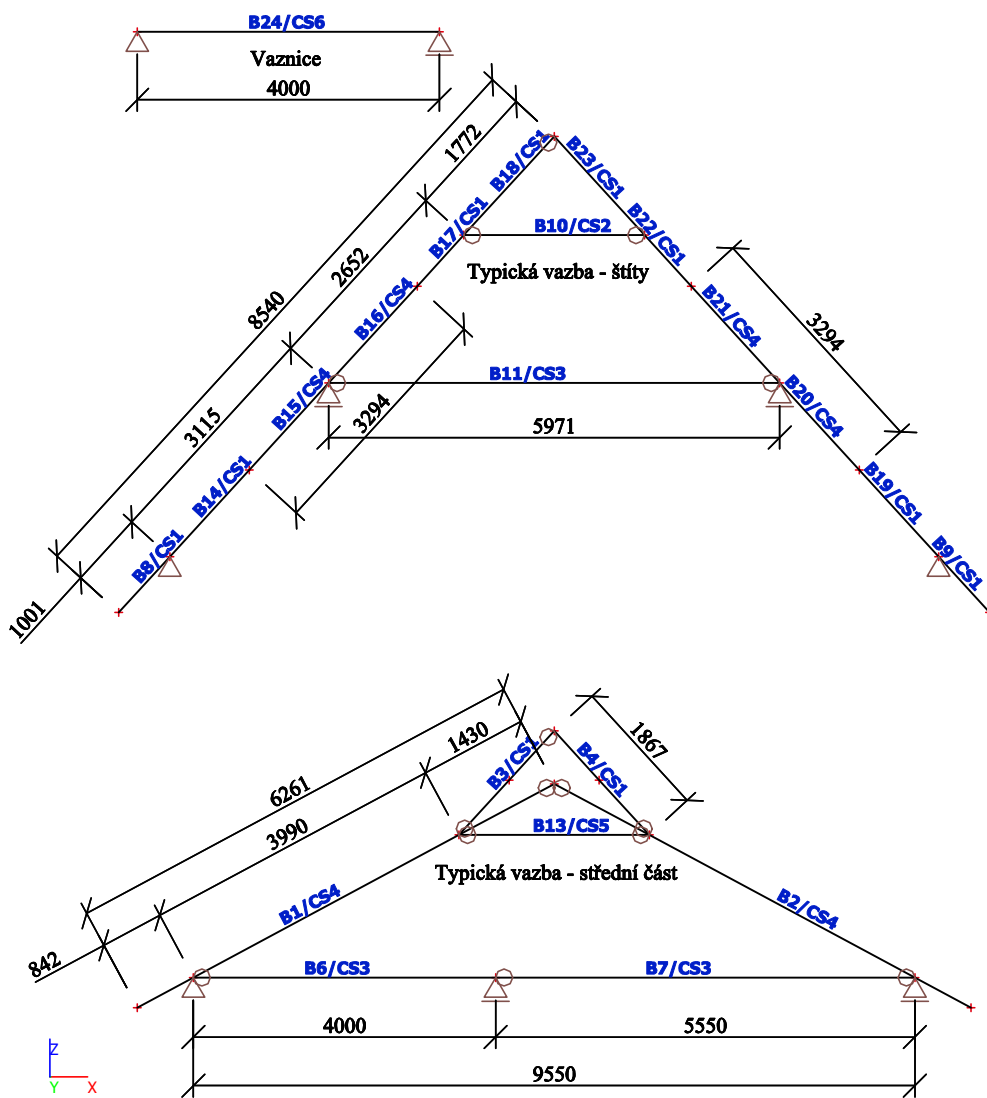 B24/CS6
Vaznice
4000
1772
B18/CS1
B23/CS1
2652
B17/CS1
B10/CS2
B22/CS1
Typická vazba - štíty
8540
B16/CS4
B21/CS4
3294
3115
B15/CS4
B11/CS3
B20/CS4
3294
5971
B14/CS1
B19/CS1
B8/CS1
B9/CS1
1001
1430
1867
6261
B3/CS1
B4/CS1
3990
B13/CS5
Typická vazba - střední část
B1/CS4
B2/CS4
842
B6/CS3
B7/CS3
4000
5550
9550
Z
Y
X